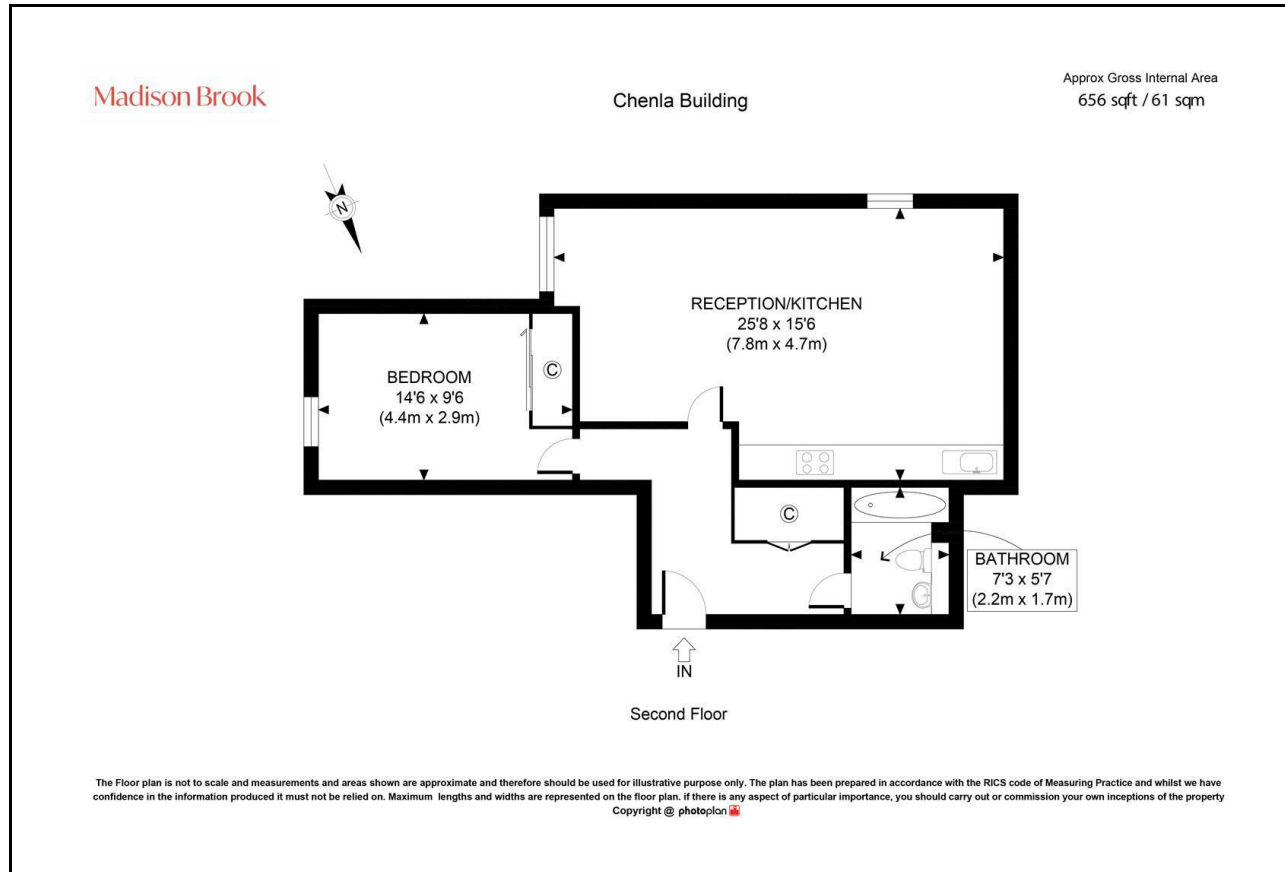 Madison Brook
Chenla Building
Approx Gross Internal Area
656 sqft / 61 sqm
N
RECEPTION/KITCHEN
25'8 x 15'6
(7.8m x 4.7m)
BEDROOM
14'6 x 9'6
(4.4m x 2.9m)
C
C
BATHROOM
7'3 x 5'7
(2.2m x 1.7m)
IN
Second Floor
The Floor plan is not to scale and measurements and areas shown are approximate and therefore should be used for illustrative purpose only. The plan has been prepared in accordance with the RICS code of Measuring Practice and whilst we have
confidence in the information produced it must not be relied on. Maximum lengths and widths are represented on the floor plan. if there is any aspect of particular importance, you should carry out or commission your own inceptions of the property
Copyright @ photoplan